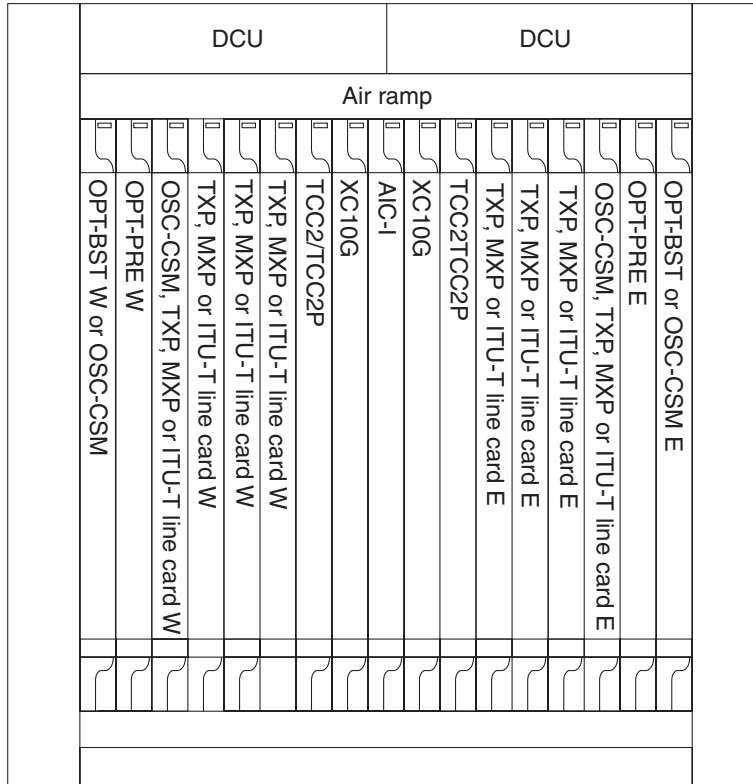 DCU
DCU
Air ramp
OPT-BST W or OSC-CSM
OPT-PRE W
OSC-CSM, TXP, MXP or ITU-T line card W
TXP, MXP or ITU-T line card W
TXP, MXP or ITU-T line card W
TXP, MXP or ITU-T line card W
TCC2/TCC2P
XC10G
AIC-I
XC10G
TCC2TCC2P
TXP, MXP or ITU-T line card E
TXP, MXP or ITU-T line card E
TXP, MXP or ITU-T line card E
OSC-CSM, TXP, MXP or ITU-T line card E
OPT-PRE E
OPT-BST or OSC-CSM E